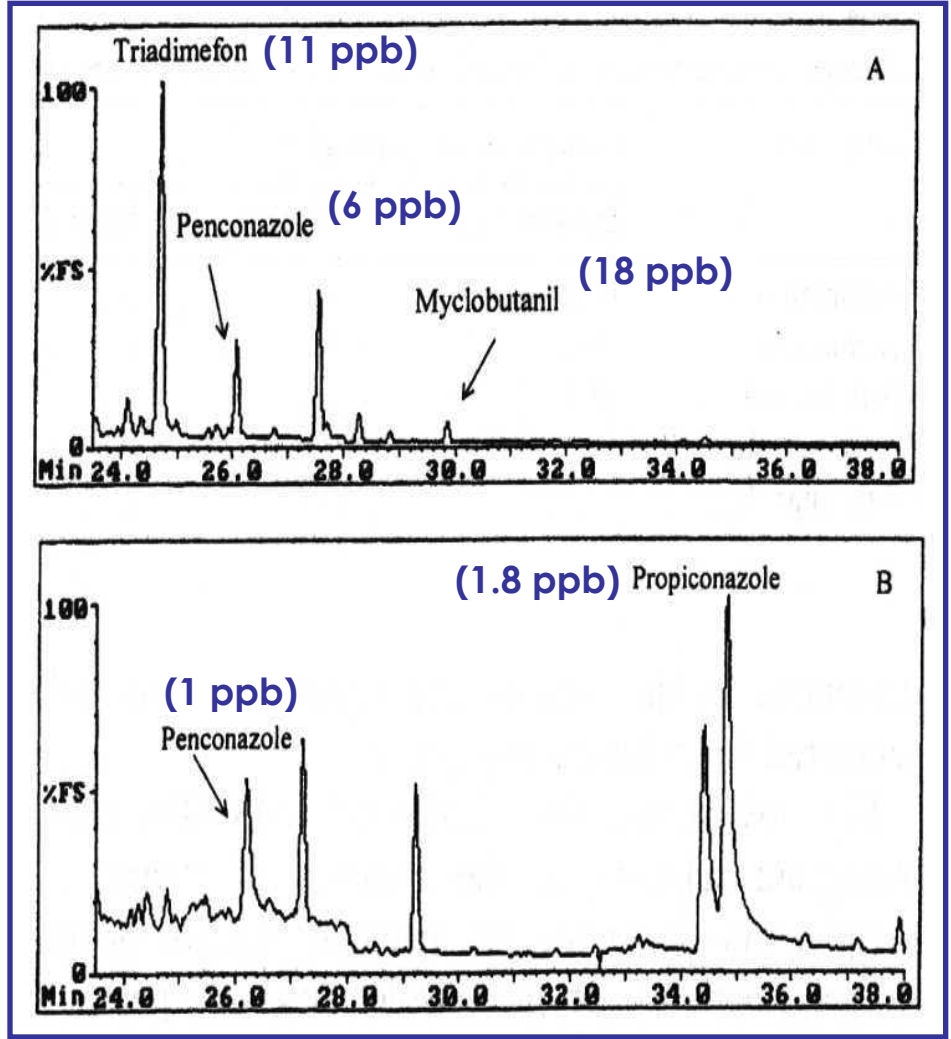 Triadimefon (11 ppb)
A
100
Penconazole (6 ppb)
(18 ppb)
%FS
Myclobutanil
0
Min 24.0 26.0 28.0 30.0 32.0 34.0 36.0 38.0
(1.8 ppb) Propiconazole
B
100
(1 ppb)
Penconazole
%FS
0
Min 24.0 26.0 28.0 30.0 32.0 34.0 36.0 38.0